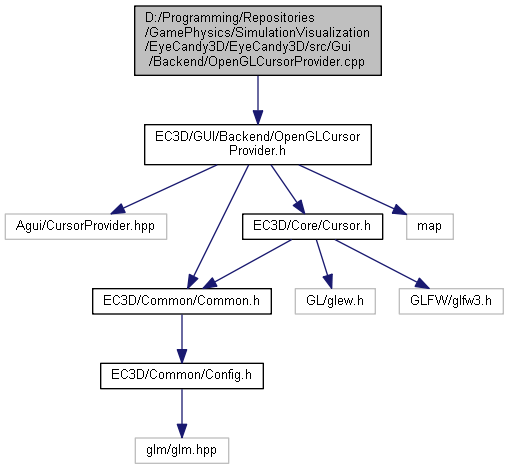 D:/Programming/Repositories
/GamePhysics/SimulationVisualization
/EyeCandy3D/EyeCandy3D/src/Gui
/Backend/OpenGLCursorProvider.cpp
EC3D/GUI/Backend/OpenGLCursor
Provider.h
Agui/CursorProvider.hpp
EC3D/Core/Cursor.h
map
EC3D/Common/Common.h
GL/glew.h
GLFW/glfw3.h
EC3D/Common/Config.h
glm/glm.hpp